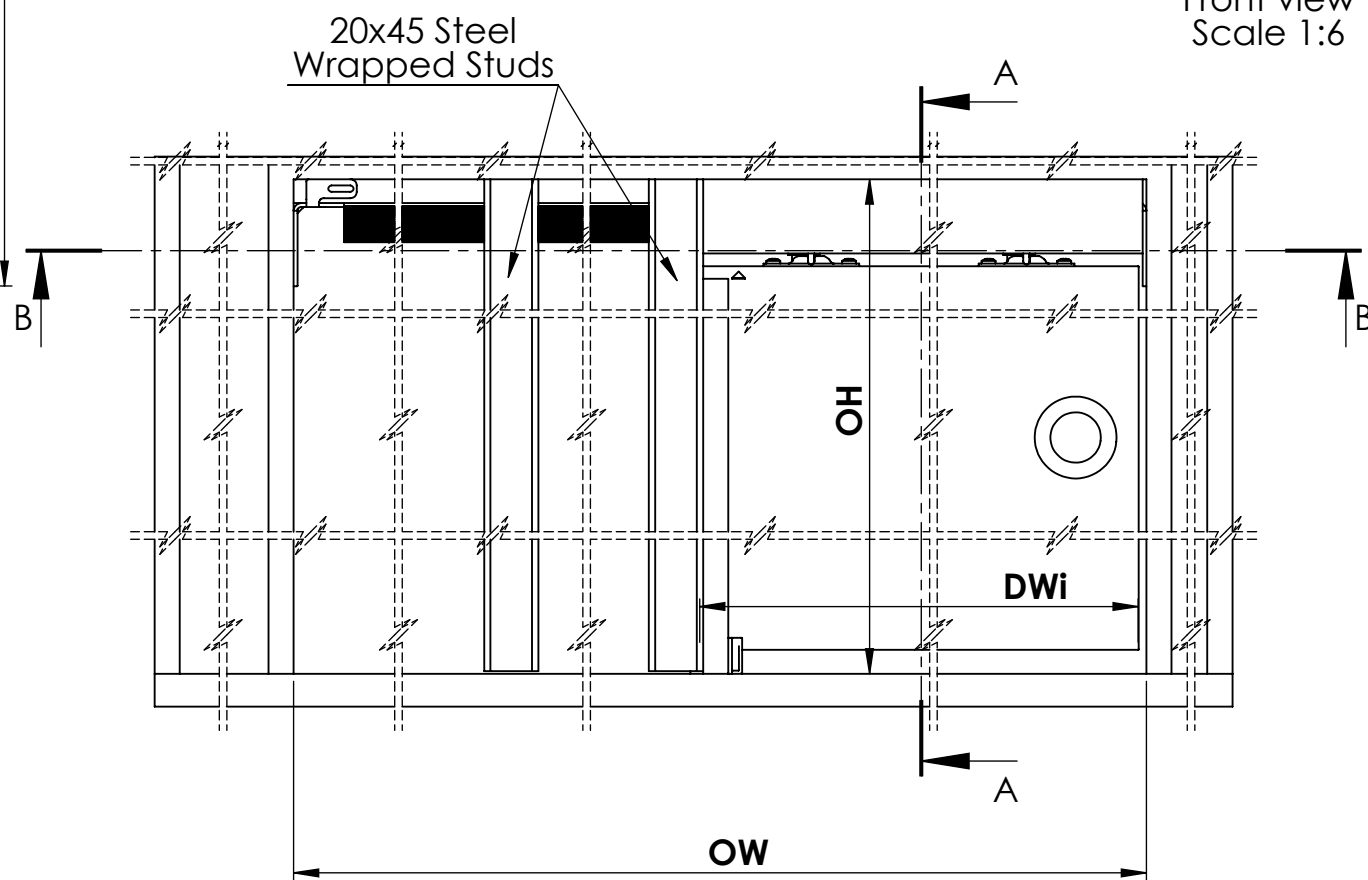 Front View
Scale 1:6
20x45 Steel
Wrapped Studs
A
B
B
OH
DWi
A
OW